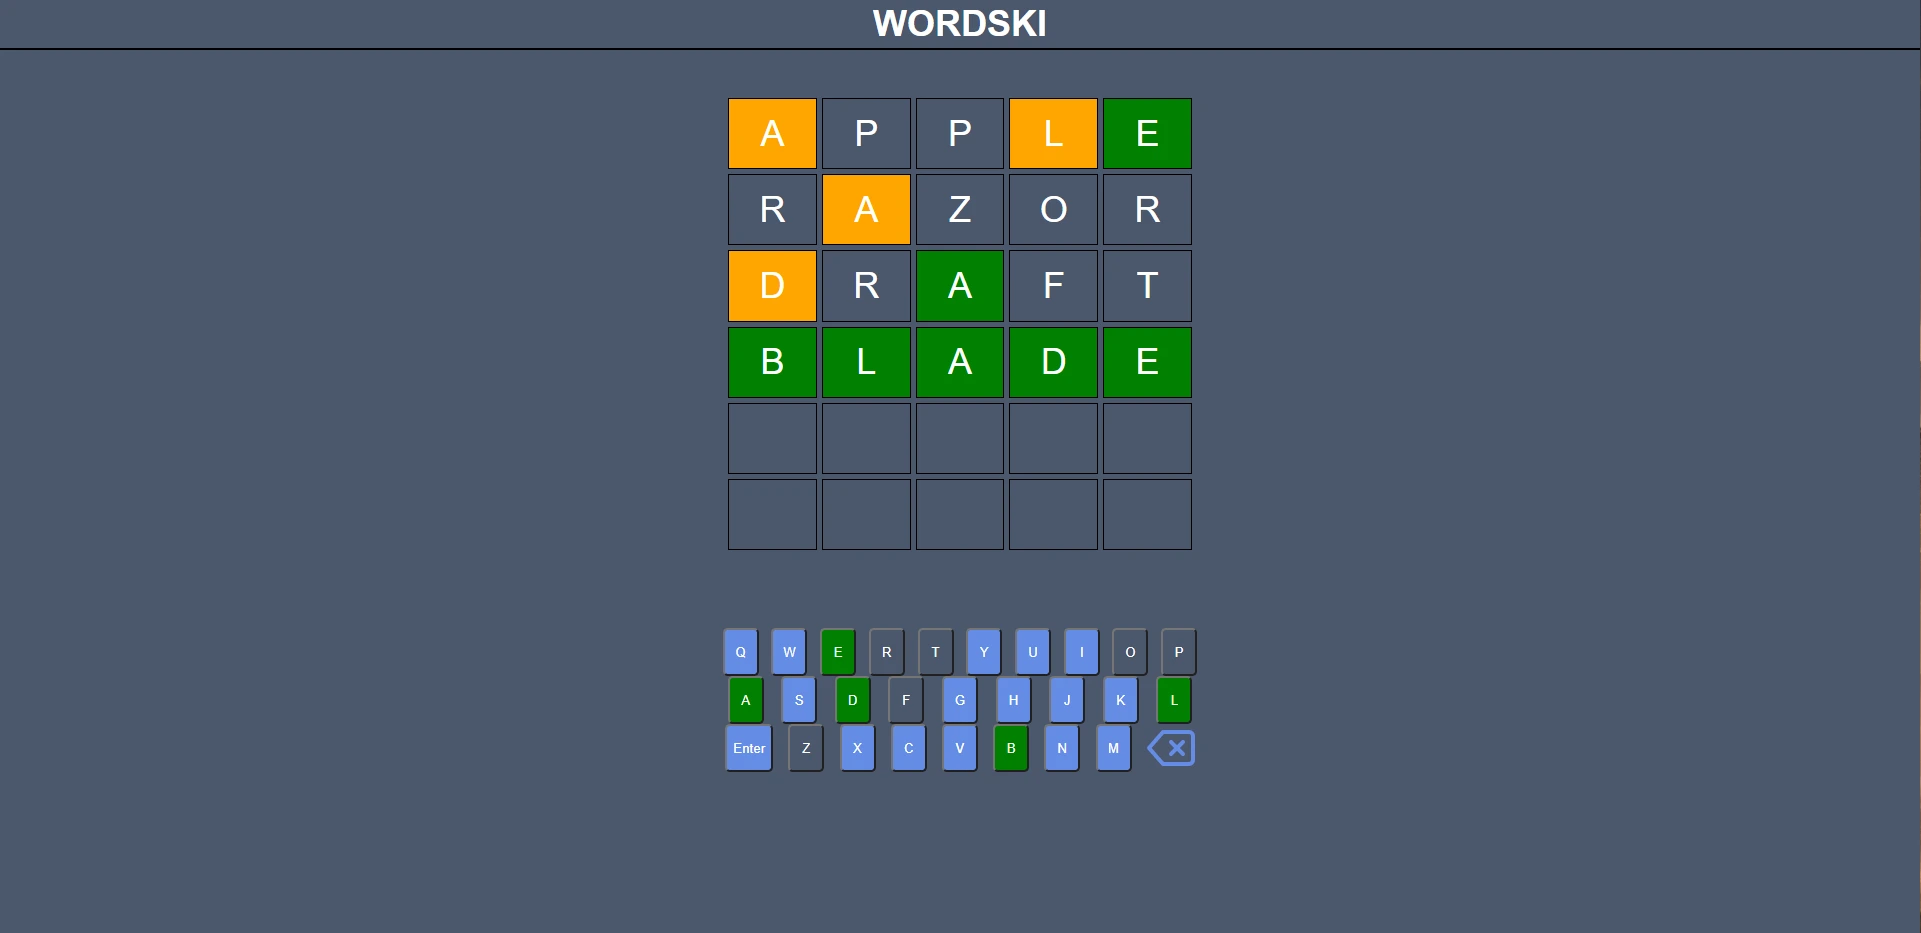 WORDSKI
A P P L E
R A Z O R
D R A F T
B L A D E
Q W E R T Y U I O P
A S D F G H J K L
Enter Z X C V B N M